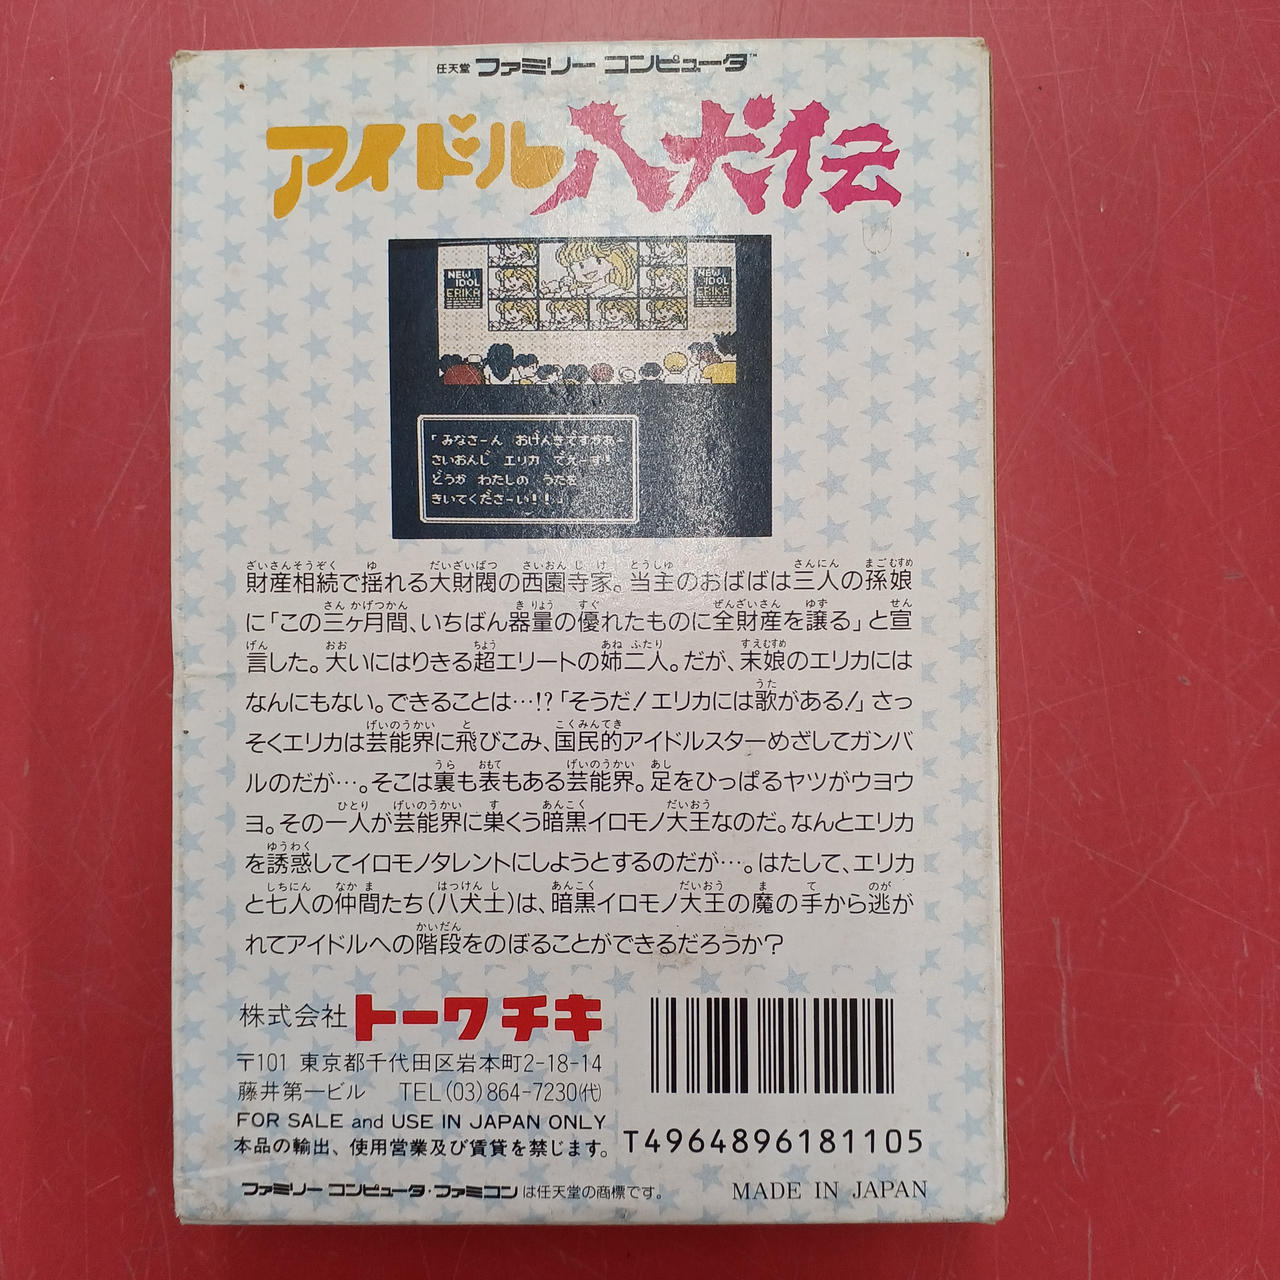 任天堂 ファミリー コンピュータ™
アイドル八犬伝
NEW IDOL ERIKA
NEW IDOL ERIKA
「みなさーん おげんきですかあー
さいおんじ エリカ でえーす!
どうか わたしの うたを
きいてくださーい!!」
財産相続で揺れる大財閥の西園寺家。当主のおばばは三人の孫娘
に「この三ヶ月間、いちばん器量の優れたものに全財産を譲る」と宣
言した。大いにはりきる超エリートの姉二人。だが、末娘のエリカには
なんにもない。できることは…!?「そうだ!エリカには歌がある!」さっ
そくエリカは芸能界に飛びこみ、国民的アイドルスターめざしてガンバ
ルのだが…。そこは裏も表もある芸能界。足をひっぱるヤツがウヨウ
ヨ。その一人が芸能界に巣くう暗黒イロモノ大王なのだ。なんとエリカ
を誘惑してイロモノタレントにしようとするのだが…。はたして、エリカ
と七人の仲間たち(八犬士)は、暗黒イロモノ大王の魔の手から逃が
れてアイドルへの階段をのぼることができるだろうか?
株式会社 トーワチキ
〒101 東京都千代田区岩本町2-18-14
藤井第一ビル TEL(03)864-7230(代)
FOR SALE and USE IN JAPAN ONLY
本品の輸出、使用営業及び賃貸を禁じます。
T4964896181105
ファミリー コンピュータ・ファミコンは任天堂の商標です。
MADE IN JAPAN